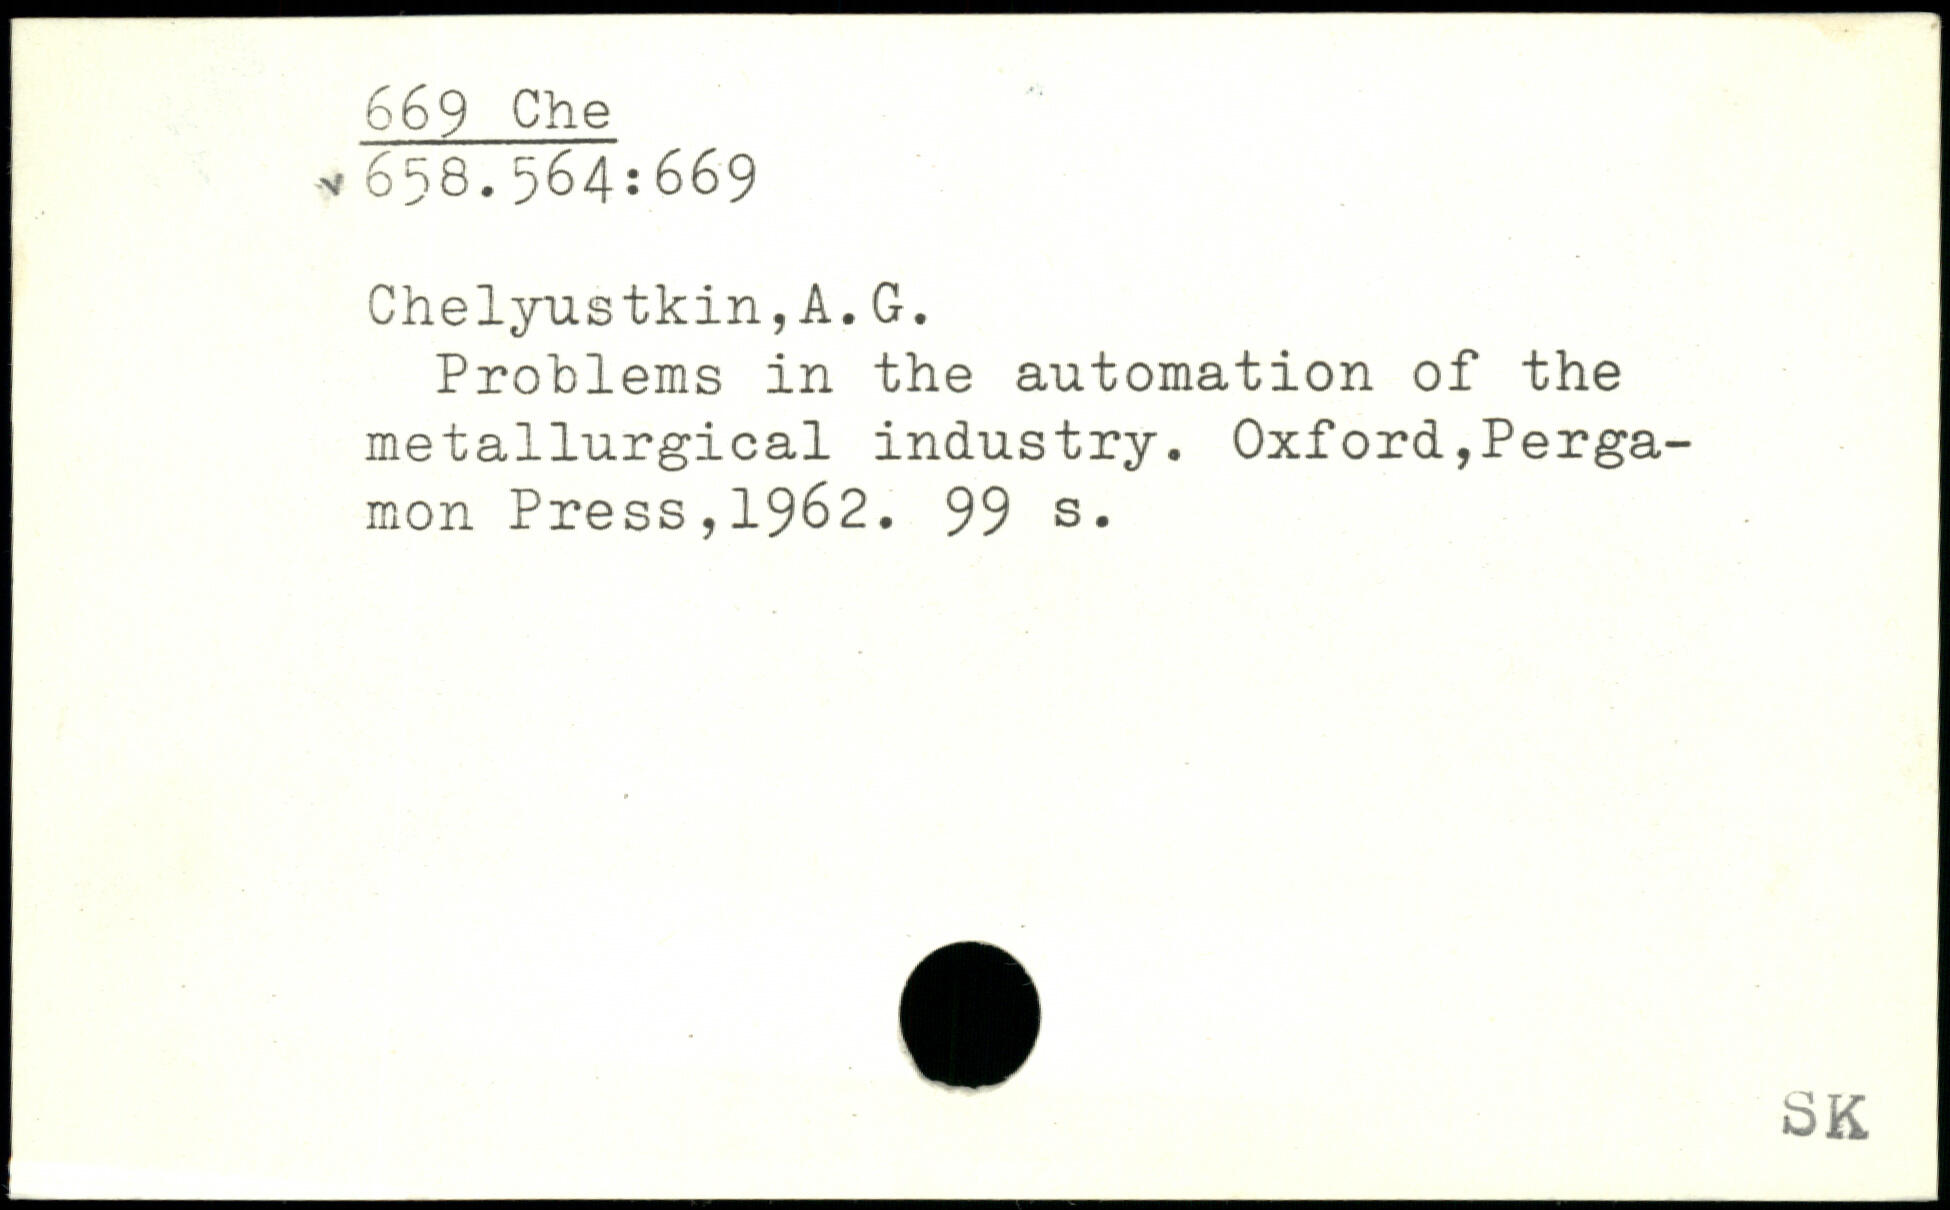 669 Che
v 658.564:669
Chelyustkin,A.G.
Problems in the automation of the
metallurgical industry. Oxford,Perga-
mon Press,1962. 99 s.
SK